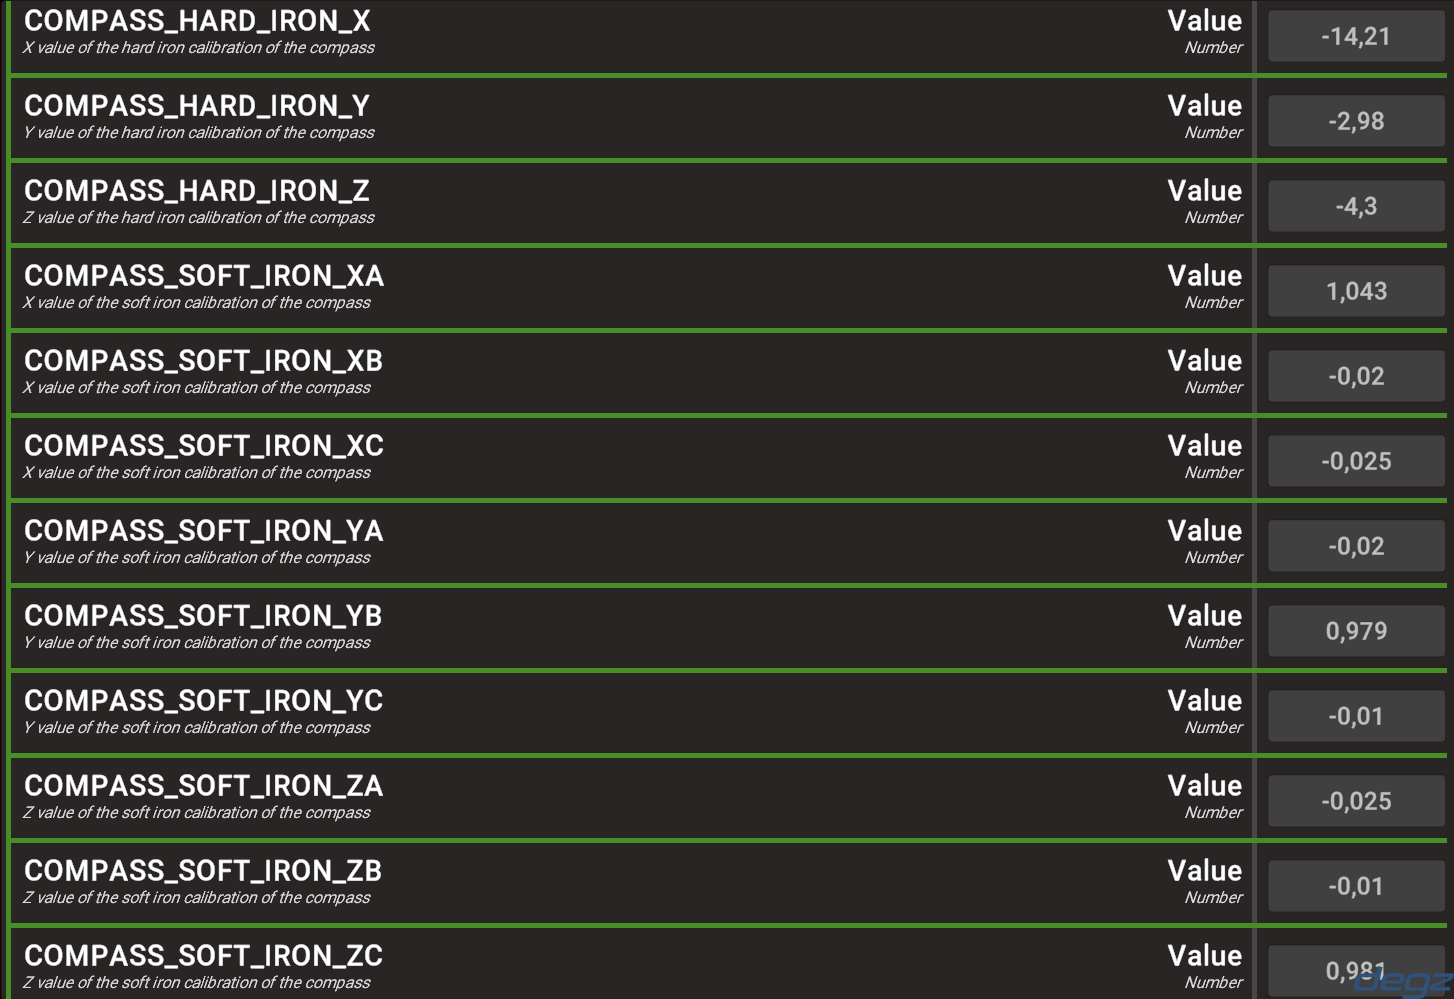 COMPASS_HARD_IRON_X Value
X value of the hard iron calibration of the compass Number
-14,21
COMPASS_HARD_IRON_Y Value
Y value of the hard iron calibration of the compass Number
-2,98
COMPASS_HARD_IRON_Z Value
Z value of the hard iron calibration of the compass Number
-4,3
COMPASS_SOFT_IRON_XA Value
X value of the soft iron calibration of the compass Number
1,043
COMPASS_SOFT_IRON_XB Value
X value of the soft iron calibration of the compass Number
-0,02
COMPASS_SOFT_IRON_XC Value
X value of the soft iron calibration of the compass Number
-0,025
COMPASS_SOFT_IRON_YA Value
Y value of the soft iron calibration of the compass Number
-0,02
COMPASS_SOFT_IRON_YB Value
Y value of the soft iron calibration of the compass Number
0,979
COMPASS_SOFT_IRON_YC Value
Y value of the soft iron calibration of the compass Number
-0,01
COMPASS_SOFT_IRON_ZA Value
Z value of the soft iron calibration of the compass Number
-0,025
COMPASS_SOFT_IRON_ZB Value
Z value of the soft iron calibration of the compass Number
-0,01
COMPASS_SOFT_IRON_ZC Value
Z value of the soft iron calibration of the compass Number
0,981
degz